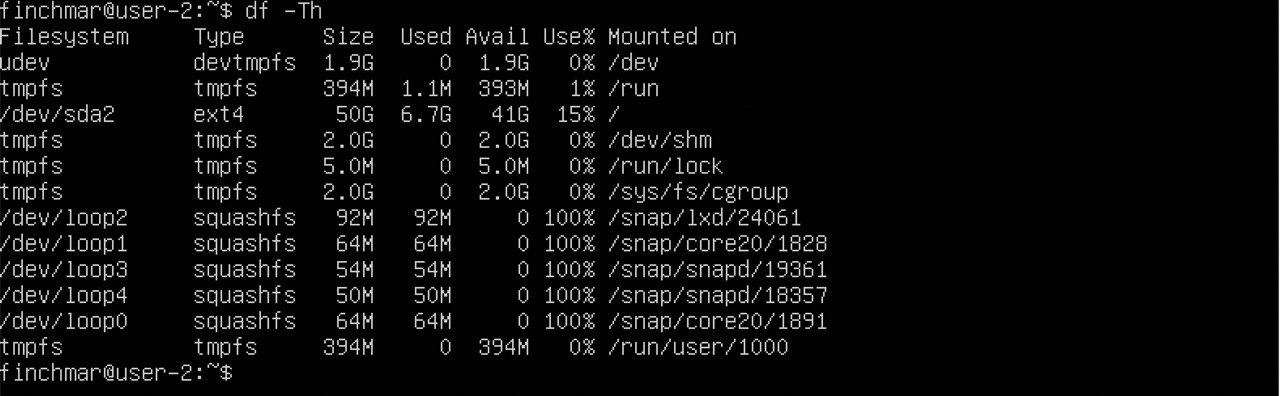 finchmar@user-2:~$ df -Th
Filesystem     Type      Size  Used Avail Use% Mounted on
udev           devtmpfs  1.9G     0  1.9G   0% /dev
tmpfs          tmpfs     394M  1.1M  393M   1% /run
/dev/sda2      ext4       50G  6.7G   41G  15% /
tmpfs          tmpfs     2.0G     0  2.0G   0% /dev/shm
tmpfs          tmpfs     5.0M     0  5.0M   0% /run/lock
tmpfs          tmpfs     2.0G     0  2.0G   0% /sys/fs/cgroup
/dev/loop2     squashfs   92M   92M     0 100% /snap/lxd/24061
/dev/loop1     squashfs   64M   64M     0 100% /snap/core20/1828
/dev/loop3     squashfs   54M   54M     0 100% /snap/snapd/19361
/dev/loop4     squashfs   50M   50M     0 100% /snap/snapd/18357
/dev/loop0     squashfs   64M   64M     0 100% /snap/core20/1891
tmpfs          tmpfs     394M     0  394M   0% /run/user/1000
finchmar@user-2:~$